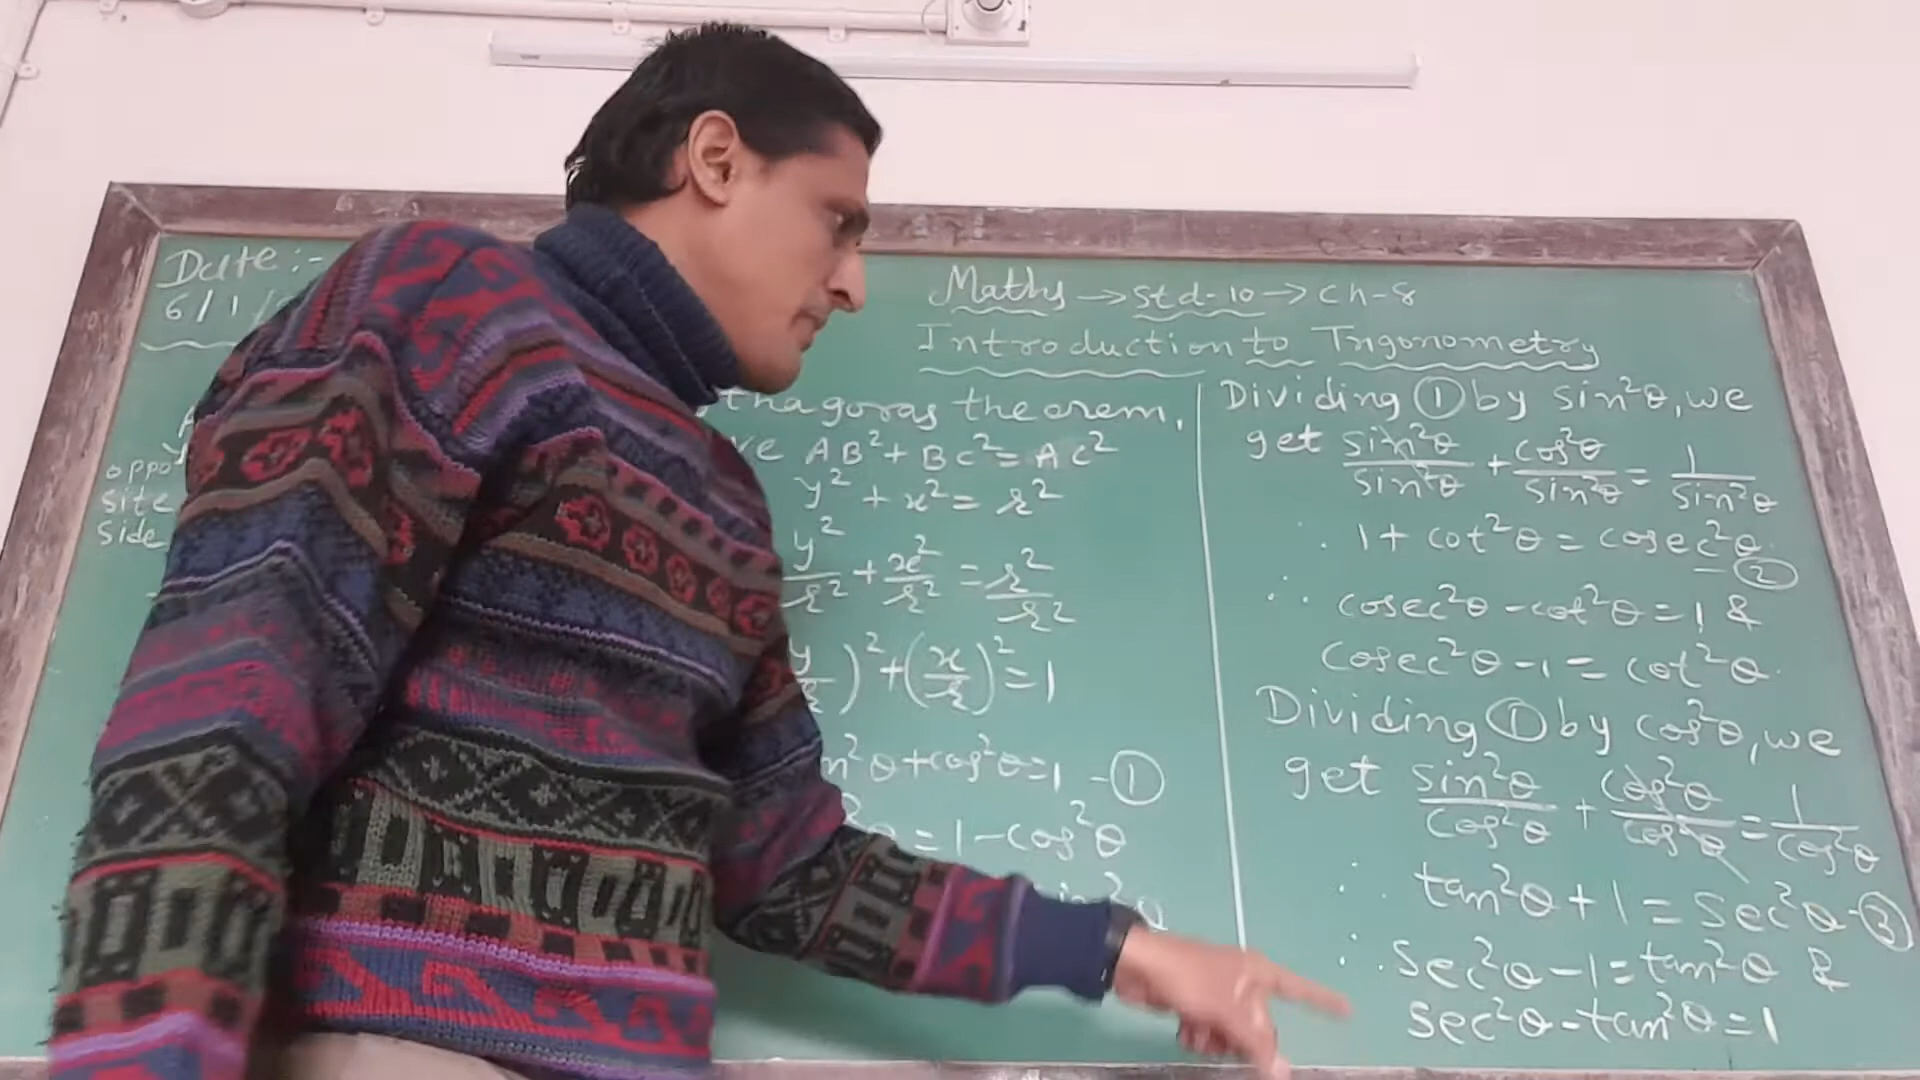 Date :-
6/1/
Maths → Std-10 → Ch-8
Introduction to Trigonometry
theorem,
AB² + BC² = AC²
y² + x² = r²
y²/r² + x²/r² = r²/r²
(y/r)² + (x/r)² = 1
θ + cos²θ = 1 - ①
= 1 - cos²θ
oppo
site
side
Dividing ① by sin²θ, we
get sin²θ/sin²θ + cos²θ/sin²θ = 1/sin²θ
∴ 1 + cot²θ = cosec²θ - ②
∴ cosec²θ - cot²θ = 1 &
cosec²θ - 1 = cot²θ.
Dividing ① by cos²θ, we
get sin²θ/cos²θ + cos²θ/cos²θ = 1/cos²θ
∴ tan²θ + 1 = sec²θ - ③
∴ sec²θ - 1 = tan²θ &
sec²θ - tan²θ = 1